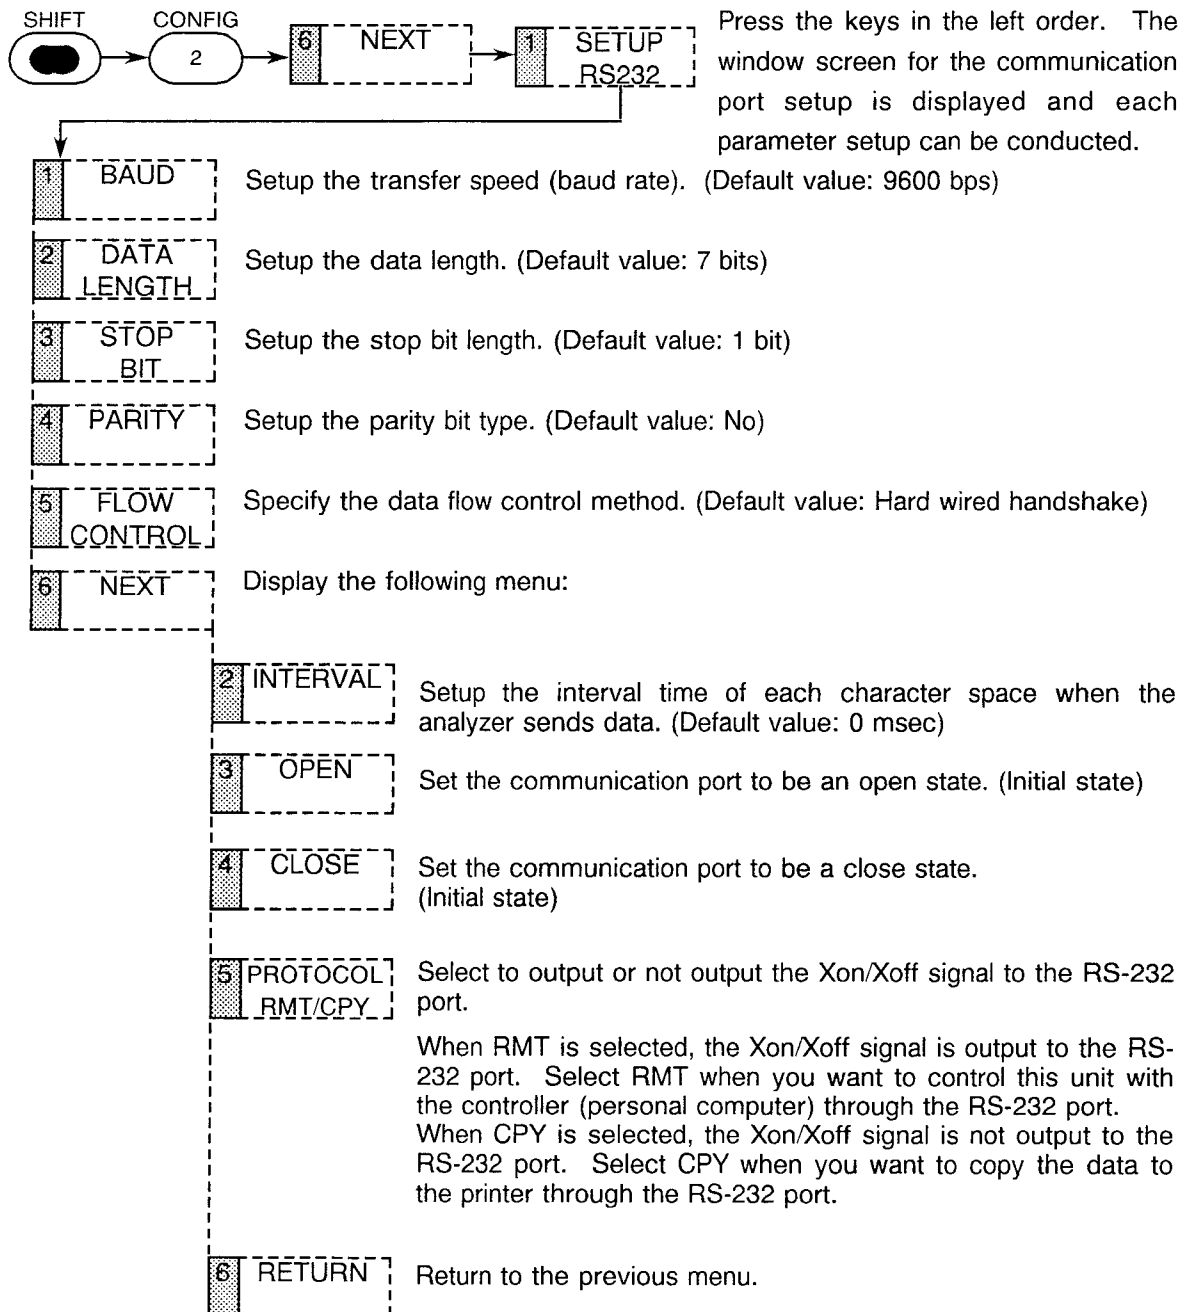 SHIFT CONFIG
2
6 NEXT
1 SETUP
RS232
Press the keys in the left order. The
window screen for the communication
port setup is displayed and each
parameter setup can be conducted.
1 BAUD
Setup the transfer speed (baud rate). (Default value: 9600 bps)
2 DATA
LENGTH
Setup the data length. (Default value: 7 bits)
3 STOP
BIT
Setup the stop bit length. (Default value: 1 bit)
4 PARITY
Setup the parity bit type. (Default value: No)
5 FLOW
CONTROL
Specify the data flow control method. (Default value: Hard wired handshake)
6 NEXT
Display the following menu:
2 INTERVAL
Setup the interval time of each character space when the
analyzer sends data. (Default value: 0 msec)
3 OPEN
Set the communication port to be an open state. (Initial state)
4 CLOSE
Set the communication port to be a close state.
(Initial state)
5 PROTOCOL
RMT/CPY
Select to output or not output the Xon/Xoff signal to the RS-232
port.
When RMT is selected, the Xon/Xoff signal is output to the RS-
232 port. Select RMT when you want to control this unit with
the controller (personal computer) through the RS-232 port.
When CPY is selected, the Xon/Xoff signal is not output to the
RS-232 port. Select CPY when you want to copy the data to
the printer through the RS-232 port.
6 RETURN
Return to the previous menu.